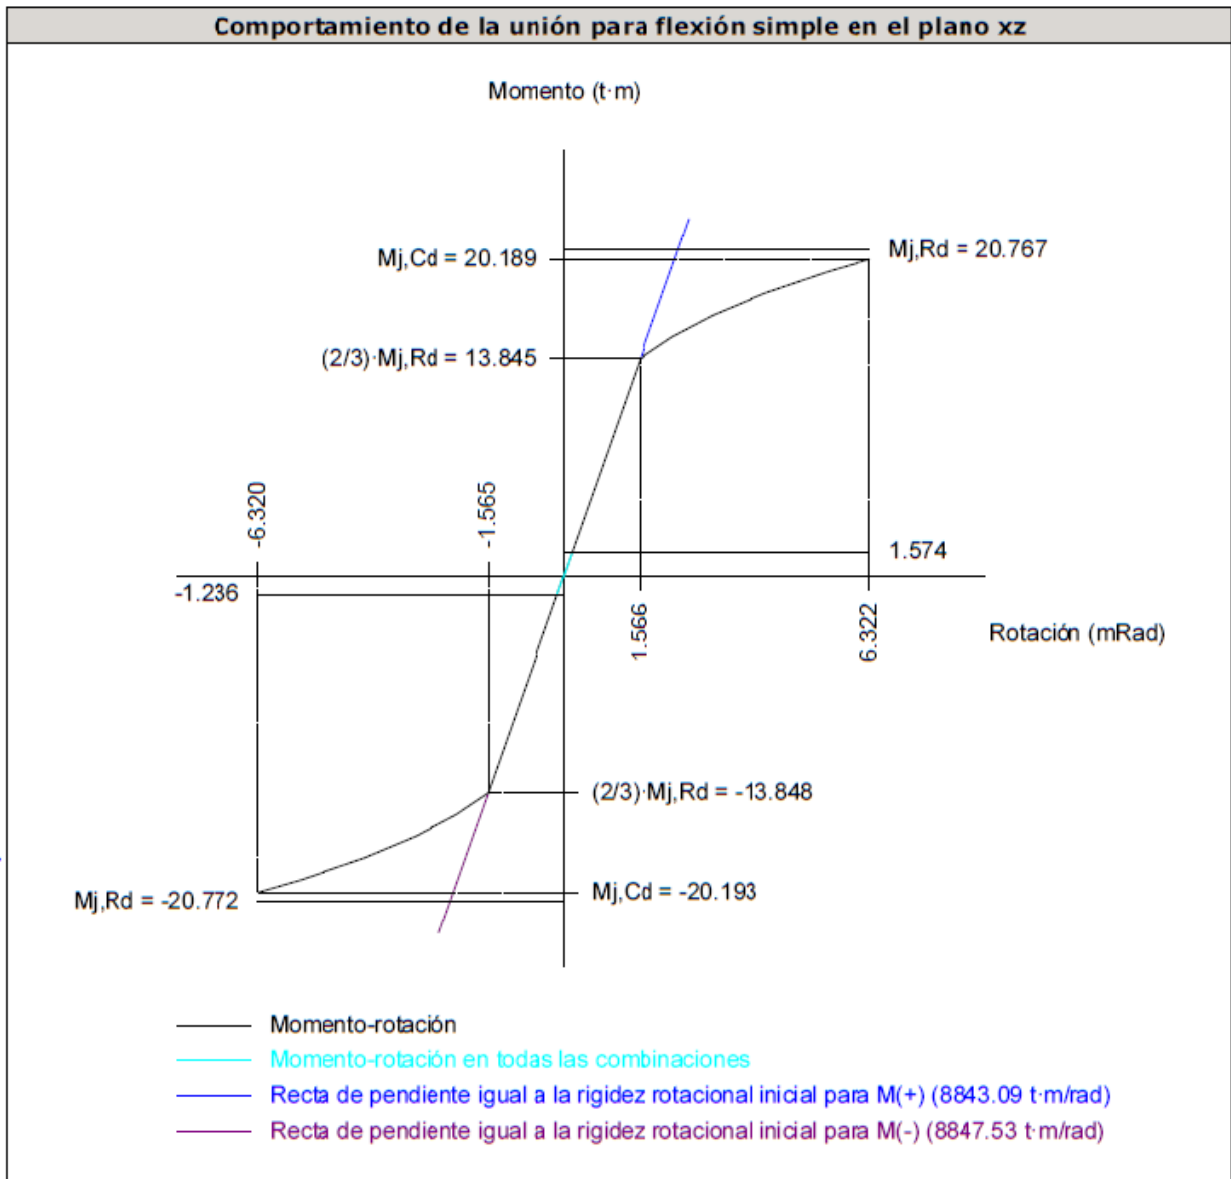 Comportamiento de la unión para flexión simple en el plano xz
Momento (t·m)
Mj,Rd = 20.767
Mj,Cd = 20.189
(2/3)·Mj,Rd = 13.845
-6.320
-1.565
1.574
-1.236
1.566
6.322
Rotación (mRad)
(2/3)·Mj,Rd = -13.848
Mj,Cd = -20.193
Mj,Rd = -20.772
Momento-rotación
Momento-rotación en todas las combinaciones
Recta de pendiente igual a la rigidez rotacional inicial para M(+) (8843.09 t·m/rad)
Recta de pendiente igual a la rigidez rotacional inicial para M(-) (8847.53 t·m/rad)